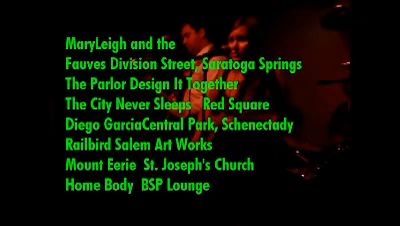 MaryLeigh and the
Fauves Division Street, Saratoga Springs
The Parlor Design It Together
The City Never Sleeps   Red Square
Diego GarciaCentral Park, Schenectady
Railbird Salem Art Works
Mount Eerie  St. Joseph's Church
Home Body  BSP Lounge